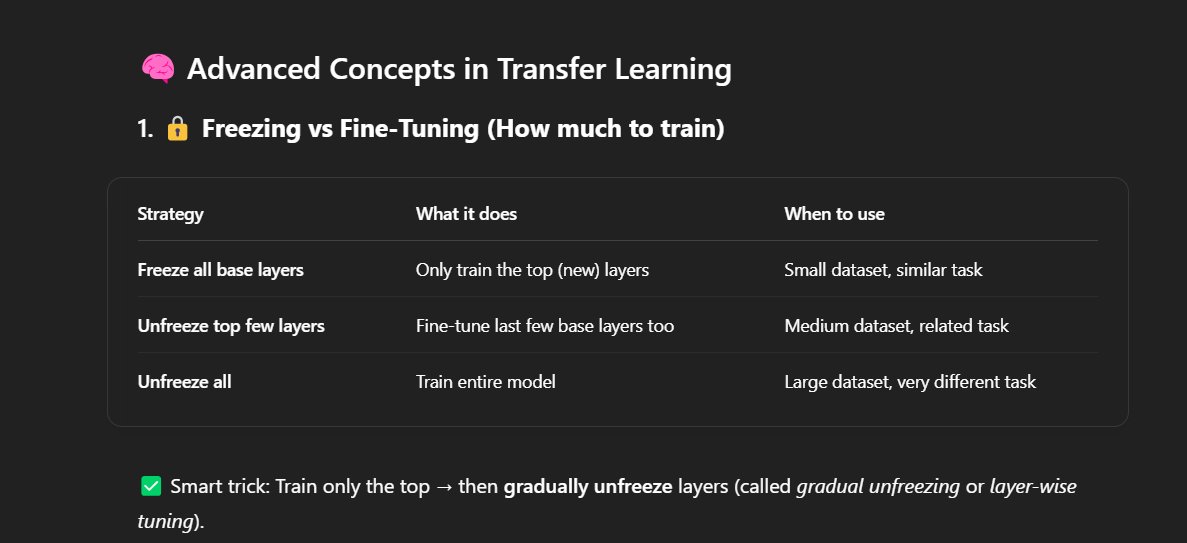 🧠 Advanced Concepts in Transfer Learning
1. 🔒 Freezing vs Fine-Tuning (How much to train)
Strategy What it does When to use
Freeze all base layers Only train the top (new) layers Small dataset, similar task
Unfreeze top few layers Fine-tune last few base layers too Medium dataset, related task
Unfreeze all Train entire model Large dataset, very different task
✅ Smart trick: Train only the top → then gradually unfreeze layers (called gradual unfreezing or layer-wise
tuning).